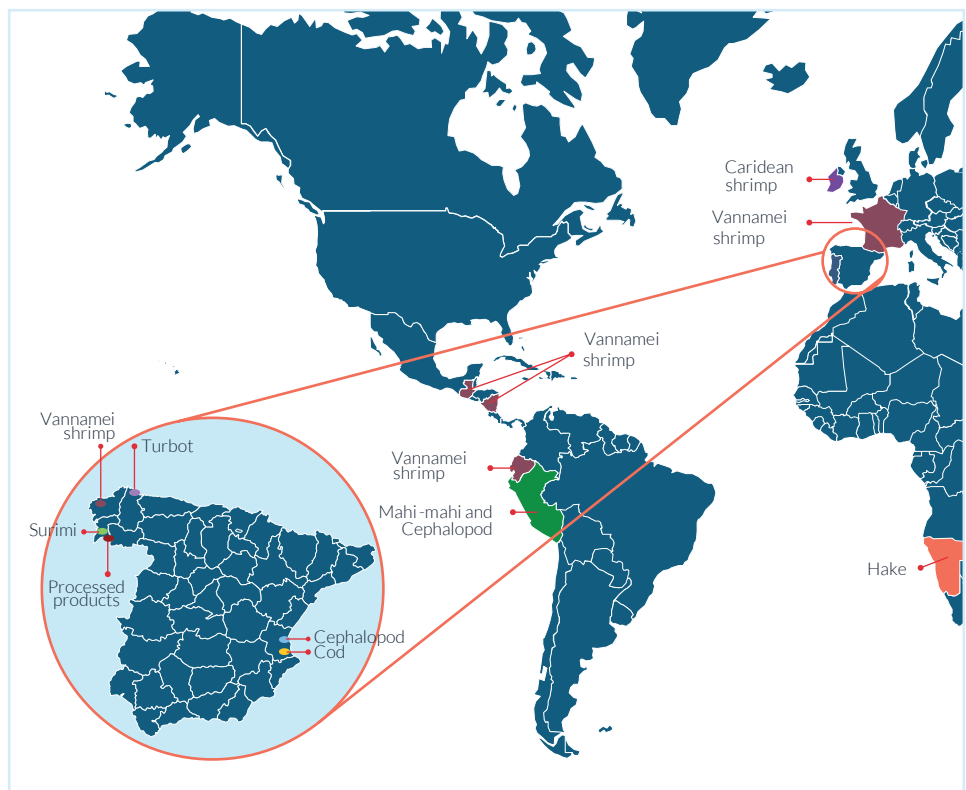 Caridean
shrimp
Vannamei
shrimp
Vannamei
shrimp
Vannamei
shrimp
Turbot
Vannamei
shrimp
Mahi-mahi and
Cephalopod
Surimi
Hake
Processed
products
Cephalopod
Cod